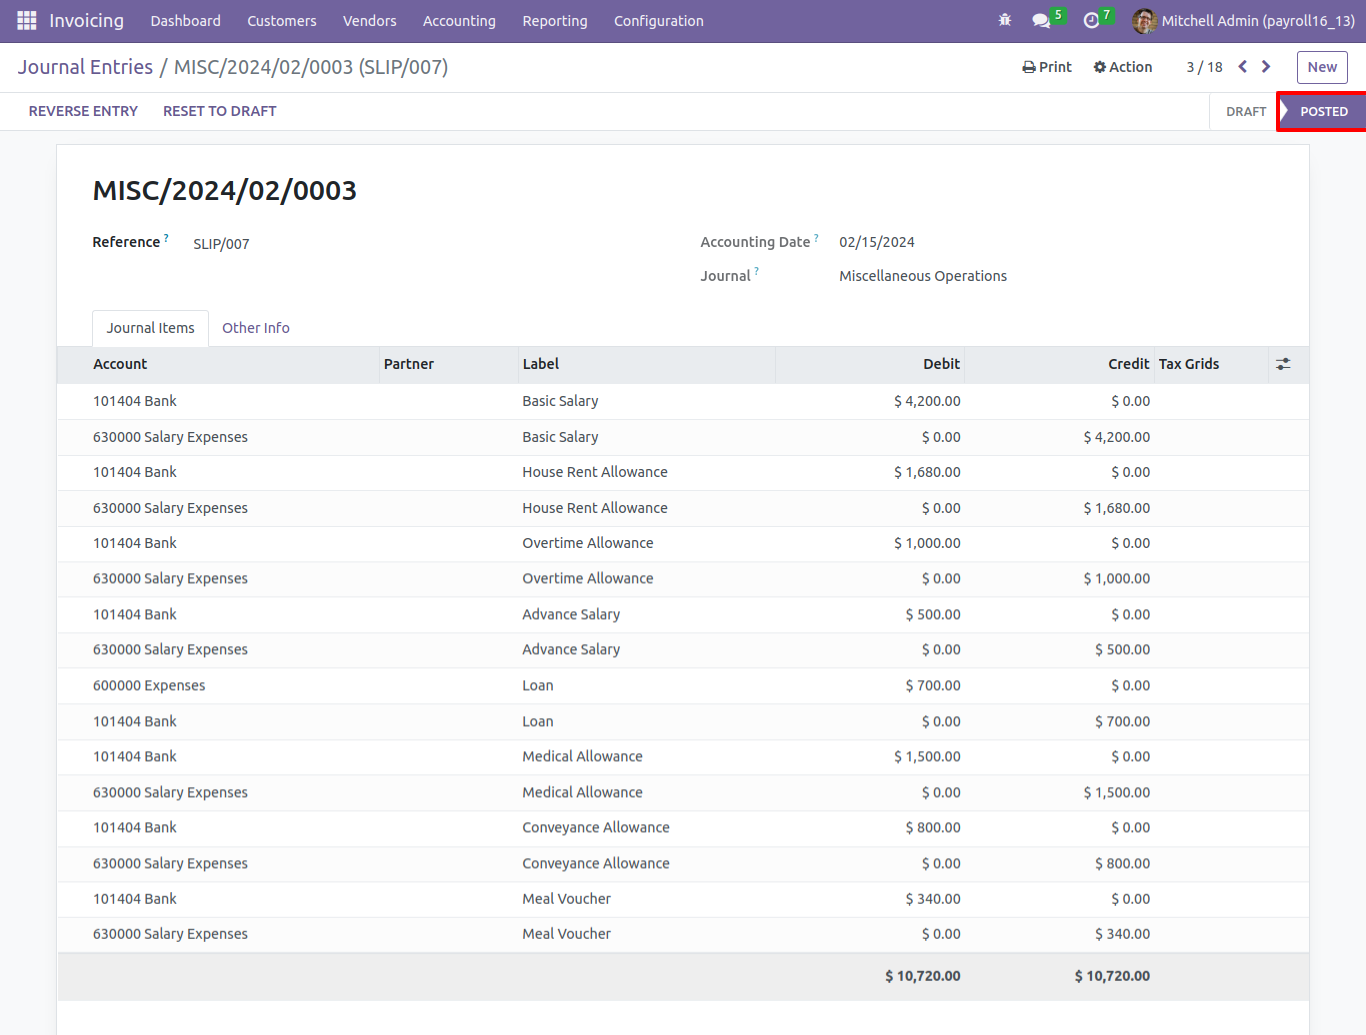 Invoicing Dashboard Customers Vendors Accounting Reporting Configuration 5 7 Mitchell Admin (payroll16_13)
Journal Entries / MISC/2024/02/0003 (SLIP/007) Print Action 3 / 18 New
REVERSE ENTRY RESET TO DRAFT DRAFT POSTED
MISC/2024/02/0003
Reference ? SLIP/007 Accounting Date ? 02/15/2024
Journal ? Miscellaneous Operations
Journal Items Other Info
Account Partner Label Debit Credit Tax Grids
101404 Bank Basic Salary $ 4,200.00 $ 0.00
630000 Salary Expenses Basic Salary $ 0.00 $ 4,200.00
101404 Bank House Rent Allowance $ 1,680.00 $ 0.00
630000 Salary Expenses House Rent Allowance $ 0.00 $ 1,680.00
101404 Bank Overtime Allowance $ 1,000.00 $ 0.00
630000 Salary Expenses Overtime Allowance $ 0.00 $ 1,000.00
101404 Bank Advance Salary $ 500.00 $ 0.00
630000 Salary Expenses Advance Salary $ 0.00 $ 500.00
600000 Expenses Loan $ 700.00 $ 0.00
101404 Bank Loan $ 0.00 $ 700.00
101404 Bank Medical Allowance $ 1,500.00 $ 0.00
630000 Salary Expenses Medical Allowance $ 0.00 $ 1,500.00
101404 Bank Conveyance Allowance $ 800.00 $ 0.00
630000 Salary Expenses Conveyance Allowance $ 0.00 $ 800.00
101404 Bank Meal Voucher $ 340.00 $ 0.00
630000 Salary Expenses Meal Voucher $ 0.00 $ 340.00
$ 10,720.00 $ 10,720.00